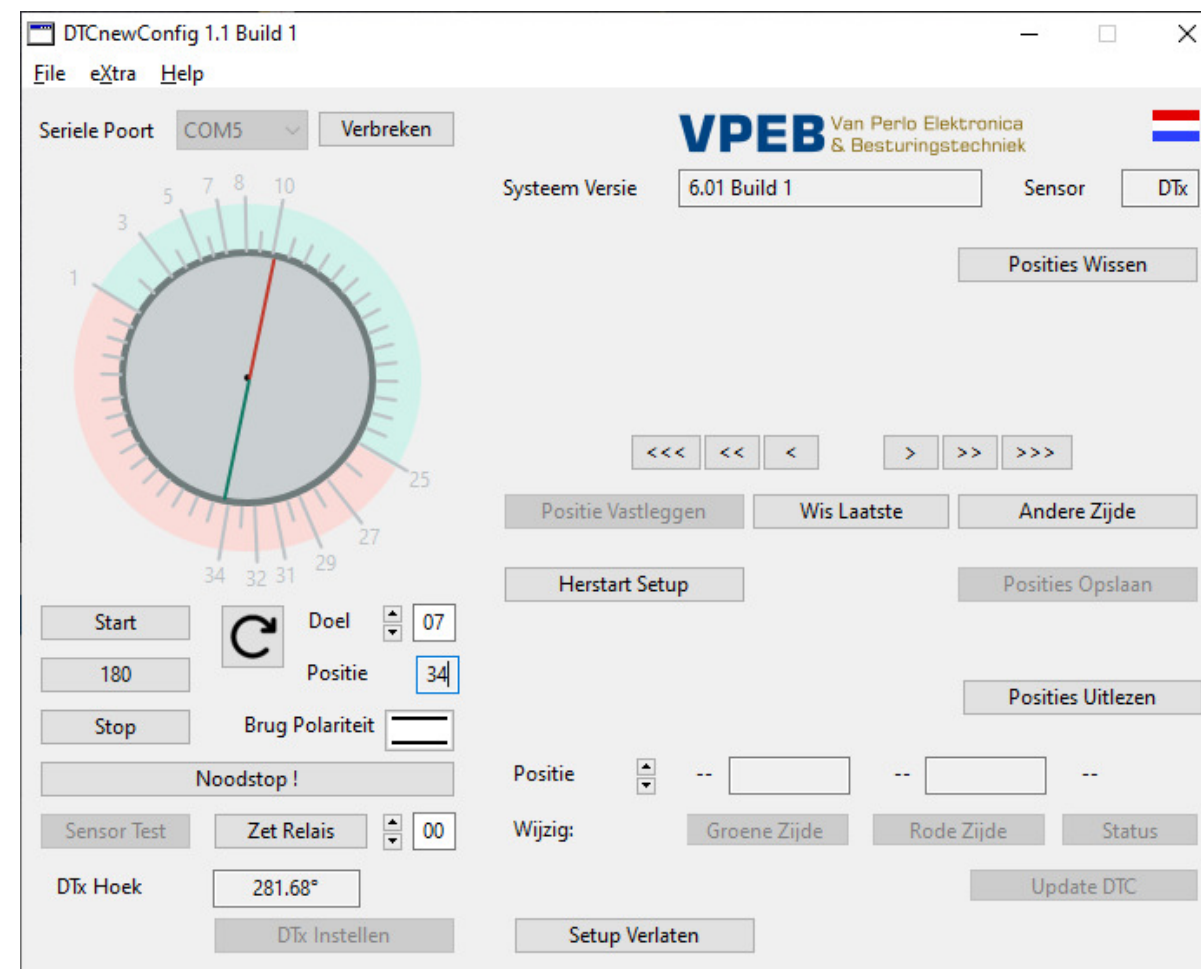 DTCnewConfig 1.1 Build 1
File eXtra Help
Seriele Poort COM5 Verbreken
VPEB Van Perlo Elektronica
& Besturingstechniek
Systeem Versie 6.01 Build 1 Sensor DTx
1 3 5 7 8 10
25 27 29 31 32 34
Posities Wissen
<<< << < > >> >>>
Positie Vastleggen Wis Laatste Andere Zijde
Herstart Setup Posities Opslaan
Start Doel 07
180 Positie 34
Posities Uitlezen
Stop Brug Polariteit
Noodstop !
Positie -- -- --
Sensor Test Zet Relais 00
Wijzig: Groene Zijde Rode Zijde Status
DTx Hoek 281.68°
Update DTC
DTx Instellen Setup Verlaten